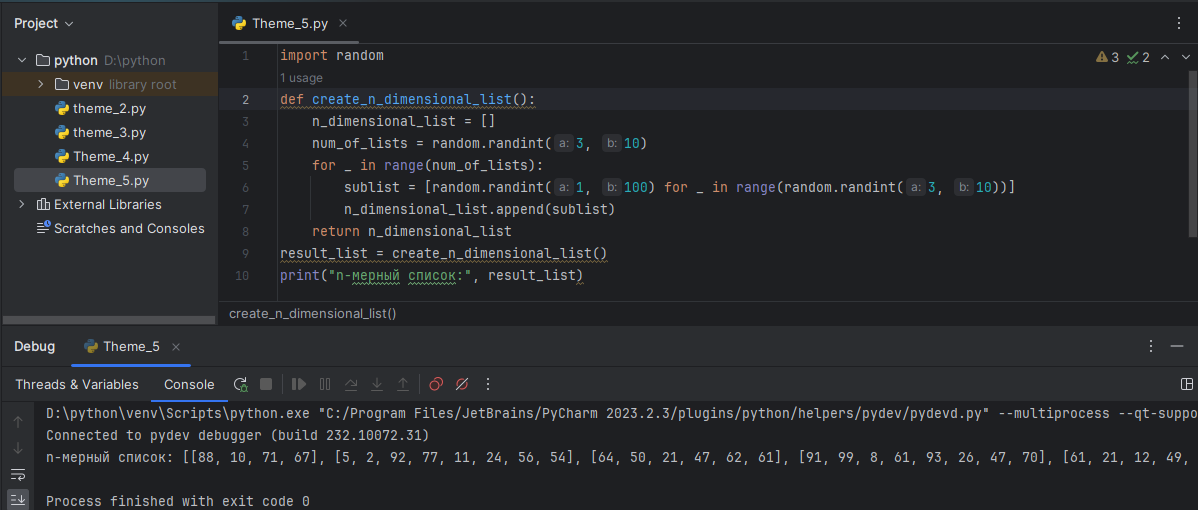 Project
Theme_5.py
python D:\python
venv library root
theme_2.py
theme_3.py
Theme_4.py
Theme_5.py
External Libraries
Scratches and Consoles
3 2
1 import random
1 usage
2 def create_n_dimensional_list():
3 n_dimensional_list = []
4 num_of_lists = random.randint( a: 3, b: 10)
5 for _ in range(num_of_lists):
6 sublist = [random.randint( a: 1, b: 100) for _ in range(random.randint( a: 3, b: 10))]
7 n_dimensional_list.append(sublist)
8 return n_dimensional_list
9 result_list = create_n_dimensional_list()
10 print("n-мерный список:", result_list)
create_n_dimensional_list()
Debug Theme_5
Threads & Variables Console
D:\python\venv\Scripts\python.exe "C:/Program Files/JetBrains/PyCharm 2023.2.3/plugins/python/helpers/pydev/pydevd.py" --multiprocess --qt-suppo
Connected to pydev debugger (build 232.10072.31)
n-мерный список: [[88, 10, 71, 67], [5, 2, 92, 77, 11, 24, 56, 54], [64, 50, 21, 47, 62, 61], [91, 99, 8, 61, 93, 26, 47, 70], [61, 21, 12, 49,
Process finished with exit code 0